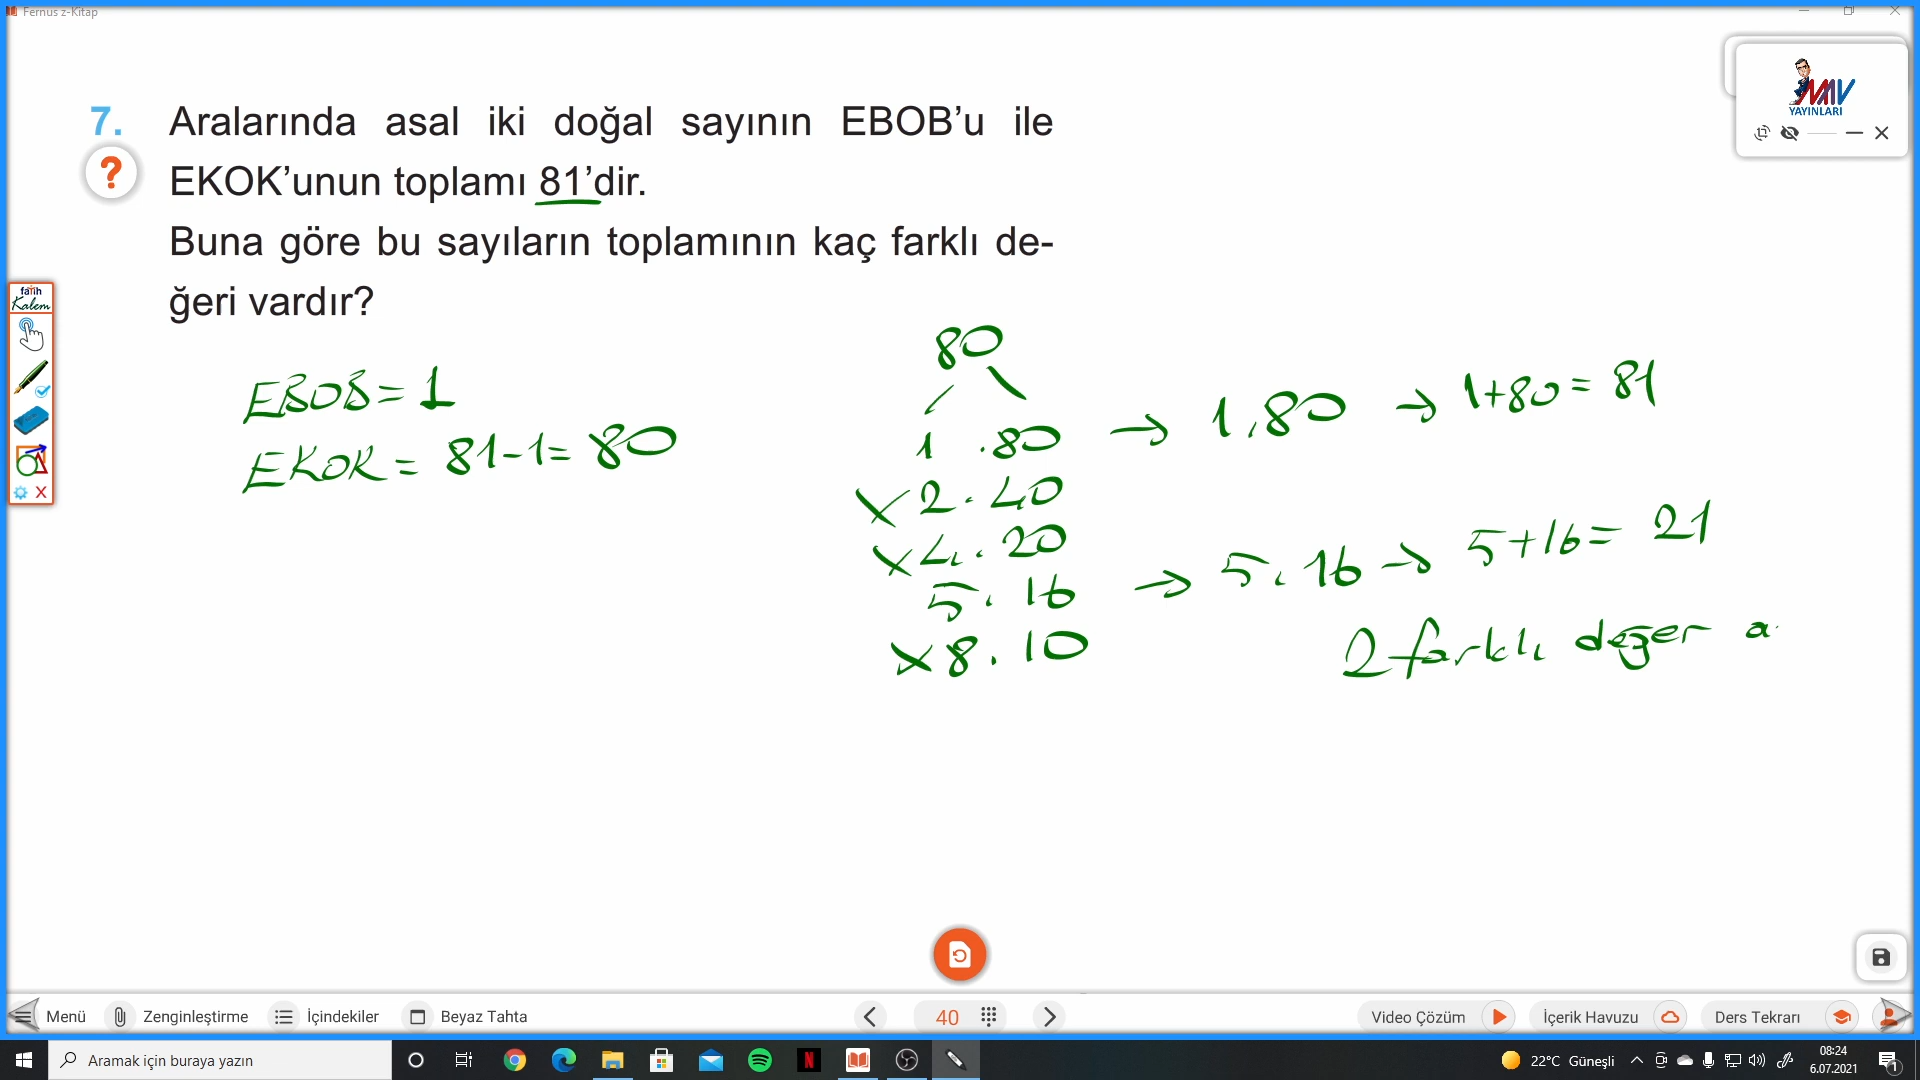 Fernus z-Kitap
MMV
YAYINLARI
7.
Aralarında asal iki doğal sayının EBOB’u ile
EKOK’unun toplamı 81’dir.
Buna göre bu sayıların toplamının kaç farklı de-
ğeri vardır?
?
fatih
Kalem
EBOB = 1
EKOK = 81-1= 80
80
1 . 80 → 1, 80 → 1+80 = 81
x 2 . 40
x 4 . 20
5 . 16 → 5, 16 → 5+16 = 21
x 8 . 10
2 farklı değer a
Menü
Zenginleştirme
İçindekiler
Beyaz Tahta
40
Video Çözüm
İçerik Havuzu
Ders Tekrarı
Aramak için buraya yazın
22°C Güneşli
08:24
6.07.2021
1